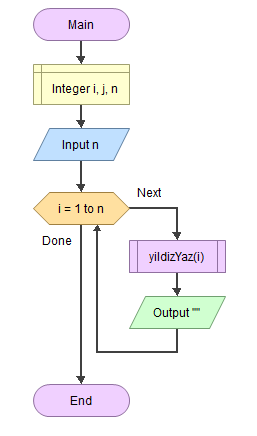 Main
Integer i, j, n
Input n
i = 1 to n
Next
Done
yildizYaz(i)
Output ""
End